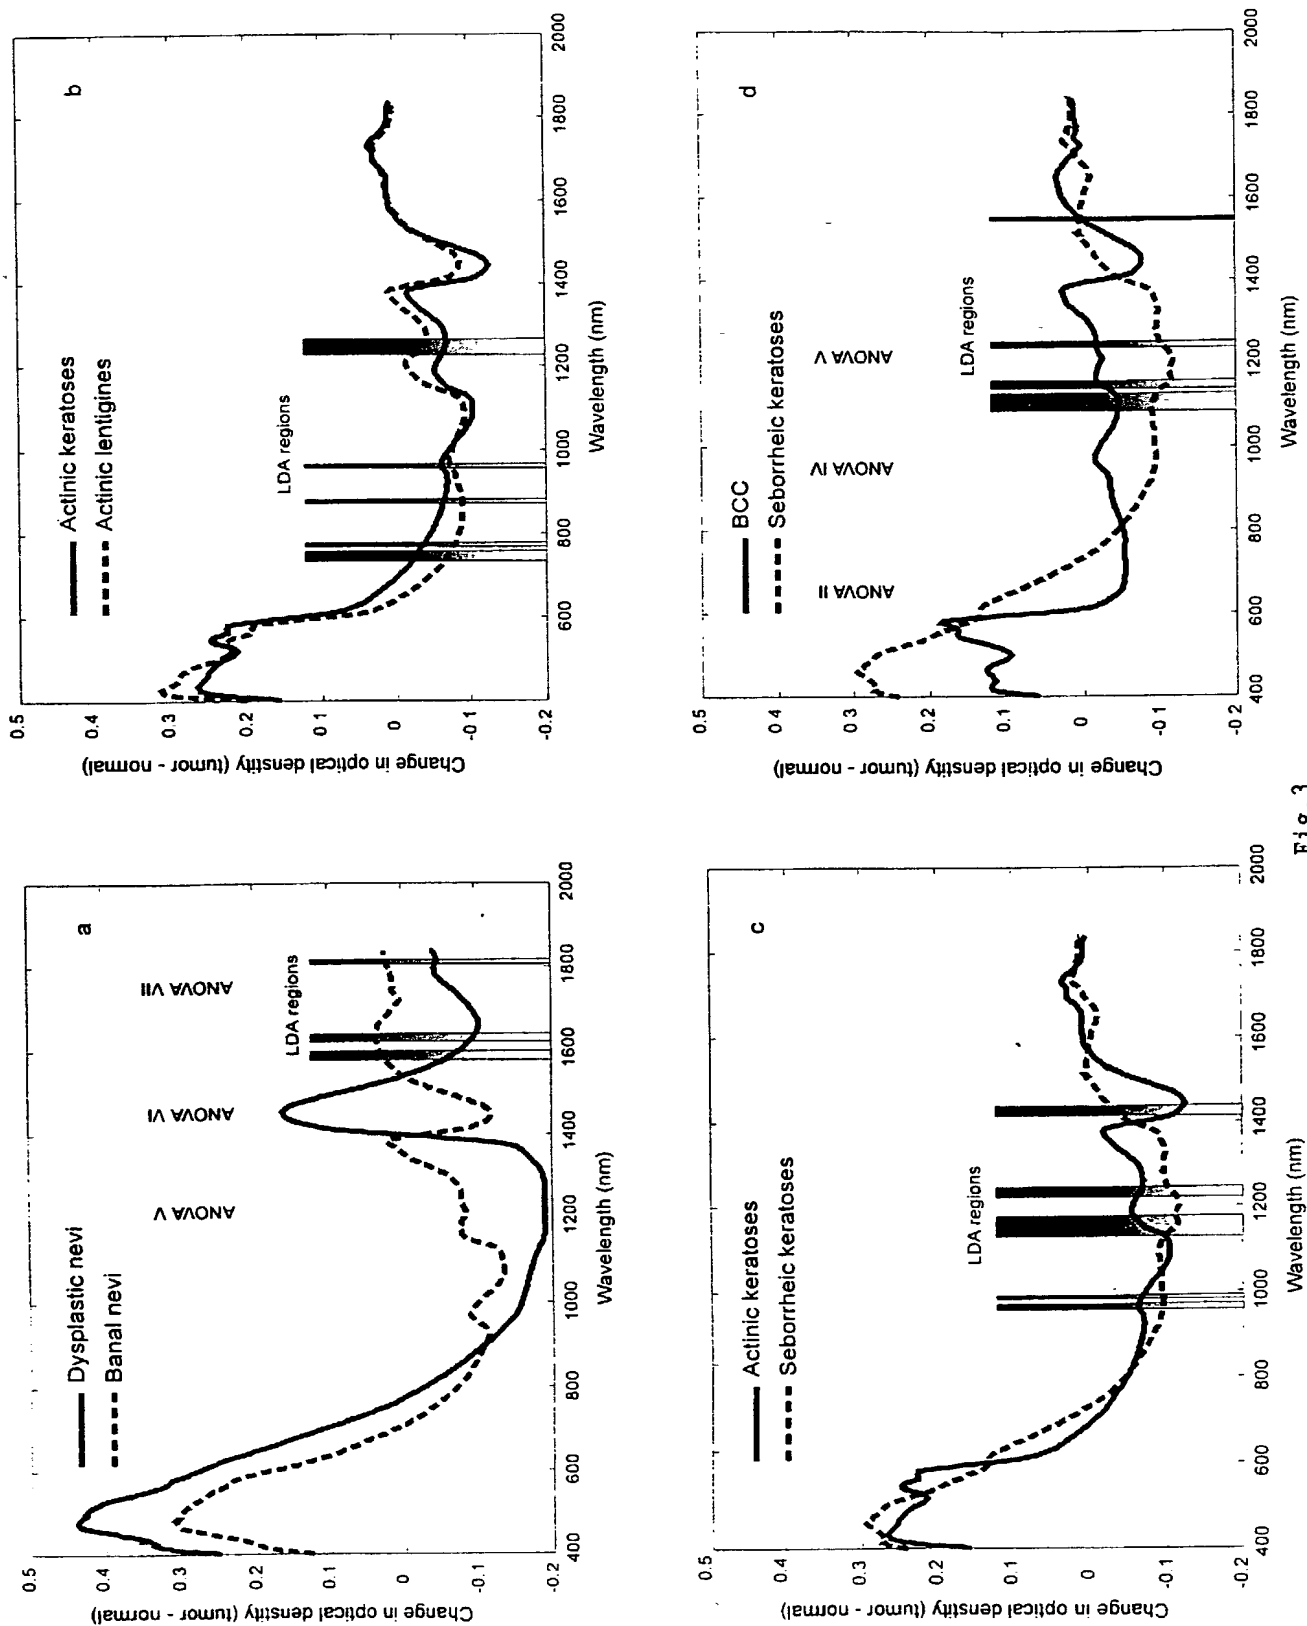 a
Dysplastic nevi
Banal nevi
ANOVA V
ANOVA VI
ANOVA VII
LDA regions
0.5
0.4
0.3
0.2
0.1
0
-0.1
-0.2
400
600
800
1000
1200
1400
1600
1800
2000
Wavelength (nm)
Change in optical denstity (tumor - normal)
b
Actinic keratoses
Actinic lentigines
LDA regions
0.5
0.4
0.3
0.2
0.1
0
-0.1
-0.2
400
600
800
1000
1200
1400
1600
1800
2000
Wavelength (nm)
Change in optical denstity (tumor - normal)
c
Actinic keratoses
Seborrheic keratoses
LDA regions
0.5
0.4
0.3
0.2
0.1
0
-0.1
-0.2
400
600
800
1000
1200
1400
1600
1800
2000
Wavelength (nm)
Change in optical denstity (tumor - normal)
d
BCC
Seborrheic keratoses
ANOVA II
ANOVA IV
ANOVA V
LDA regions
0.5
0.4
0.3
0.2
0.1
0
-0.1
-0.2
400
600
800
1000
1200
1400
1600
1800
2000
Wavelength (nm)
Change in optical denstity (tumor - normal)
Fig 3